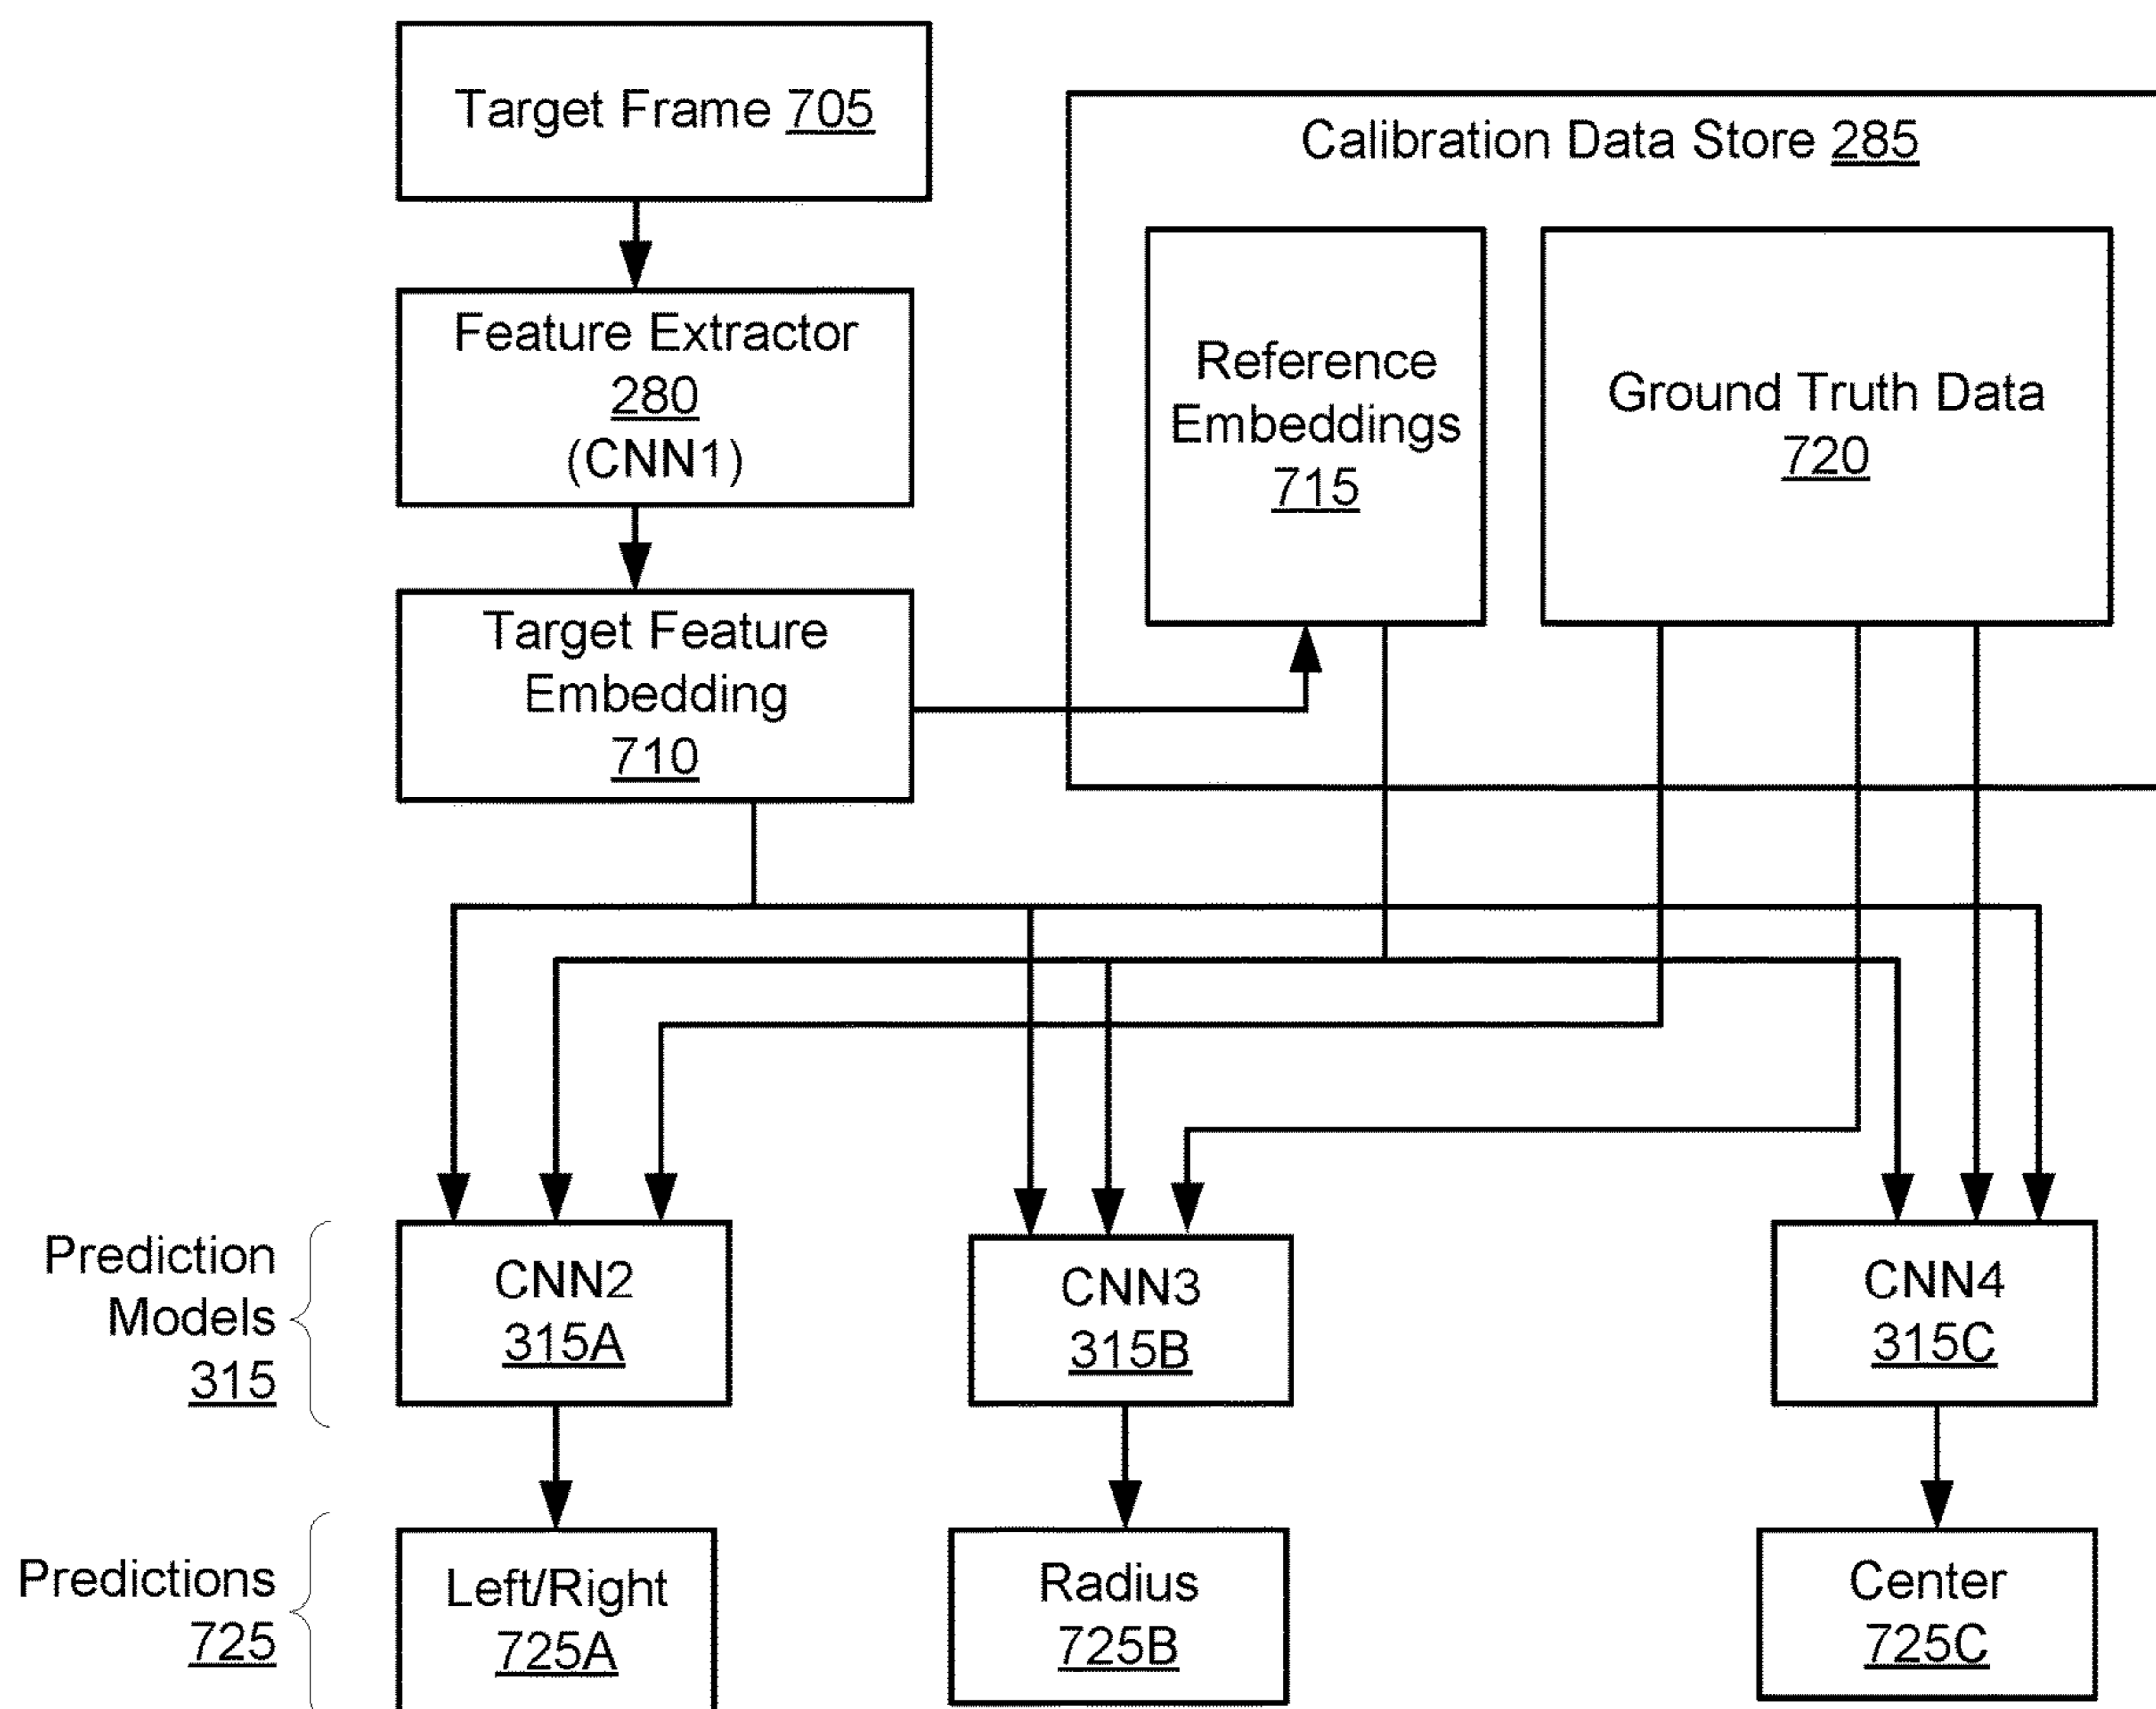 Target Frame 705
Calibration Data Store 285
Feature Extractor
280
(CNN1)
Reference
Embeddings
715
Ground Truth Data
720
Target Feature
Embedding
710
Prediction
Models
315
CNN2
315A
CNN3
315B
CNN4
315C
Predictions
725
Left/Right
725A
Radius
725B
Center
725C